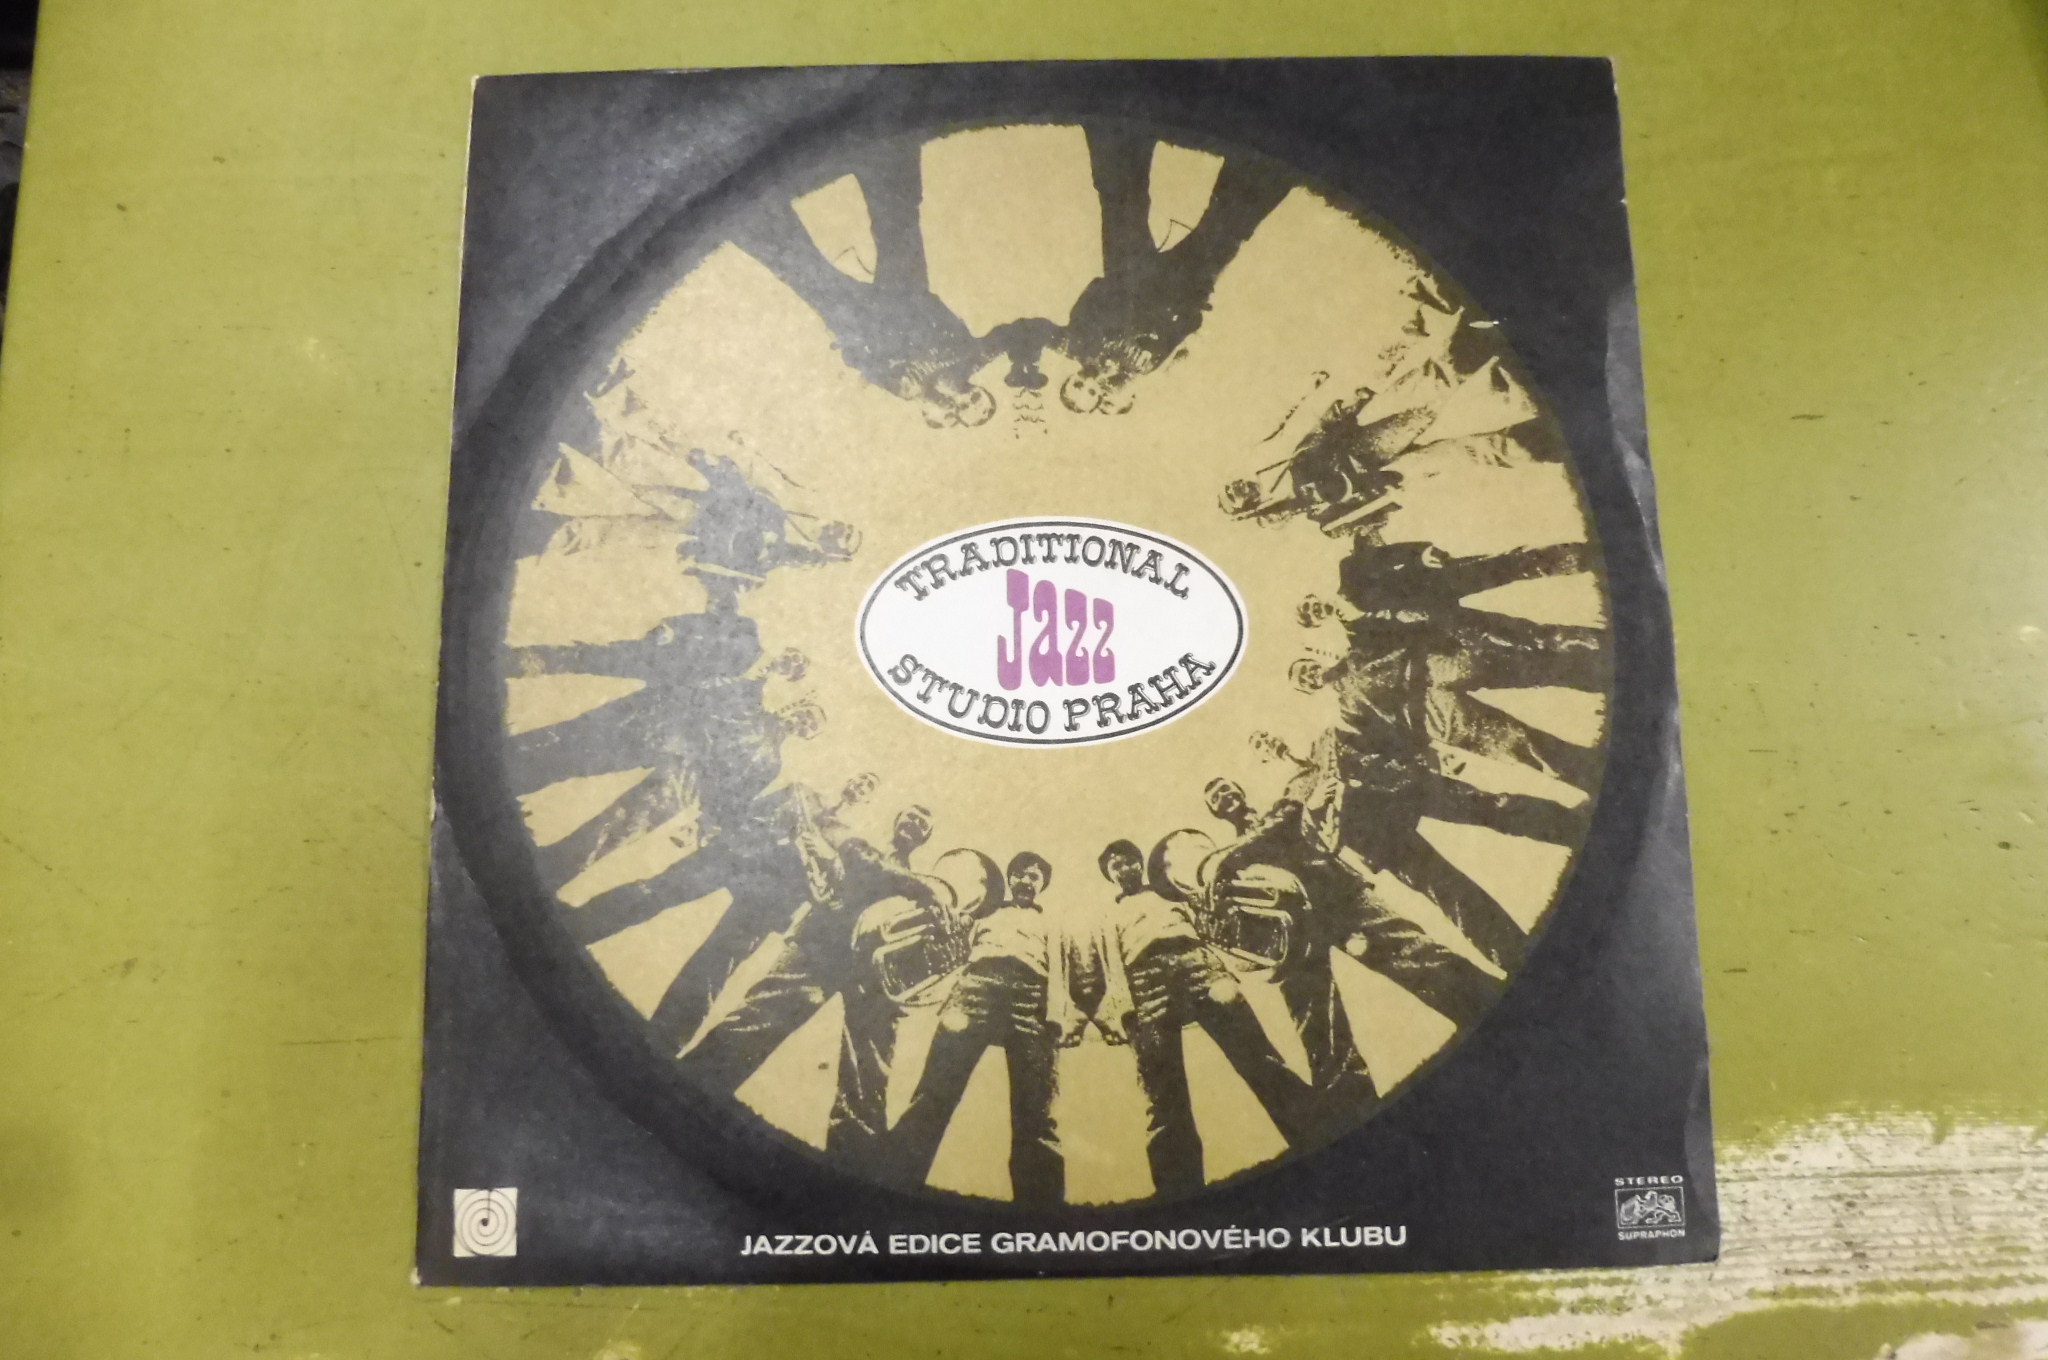 TRADITIONAL
Jazz
STUDIO PRAHA
JAZZOVÁ EDICE GRAMOFONOVÉHO KLUBU
STEREO
SUPRAPHON